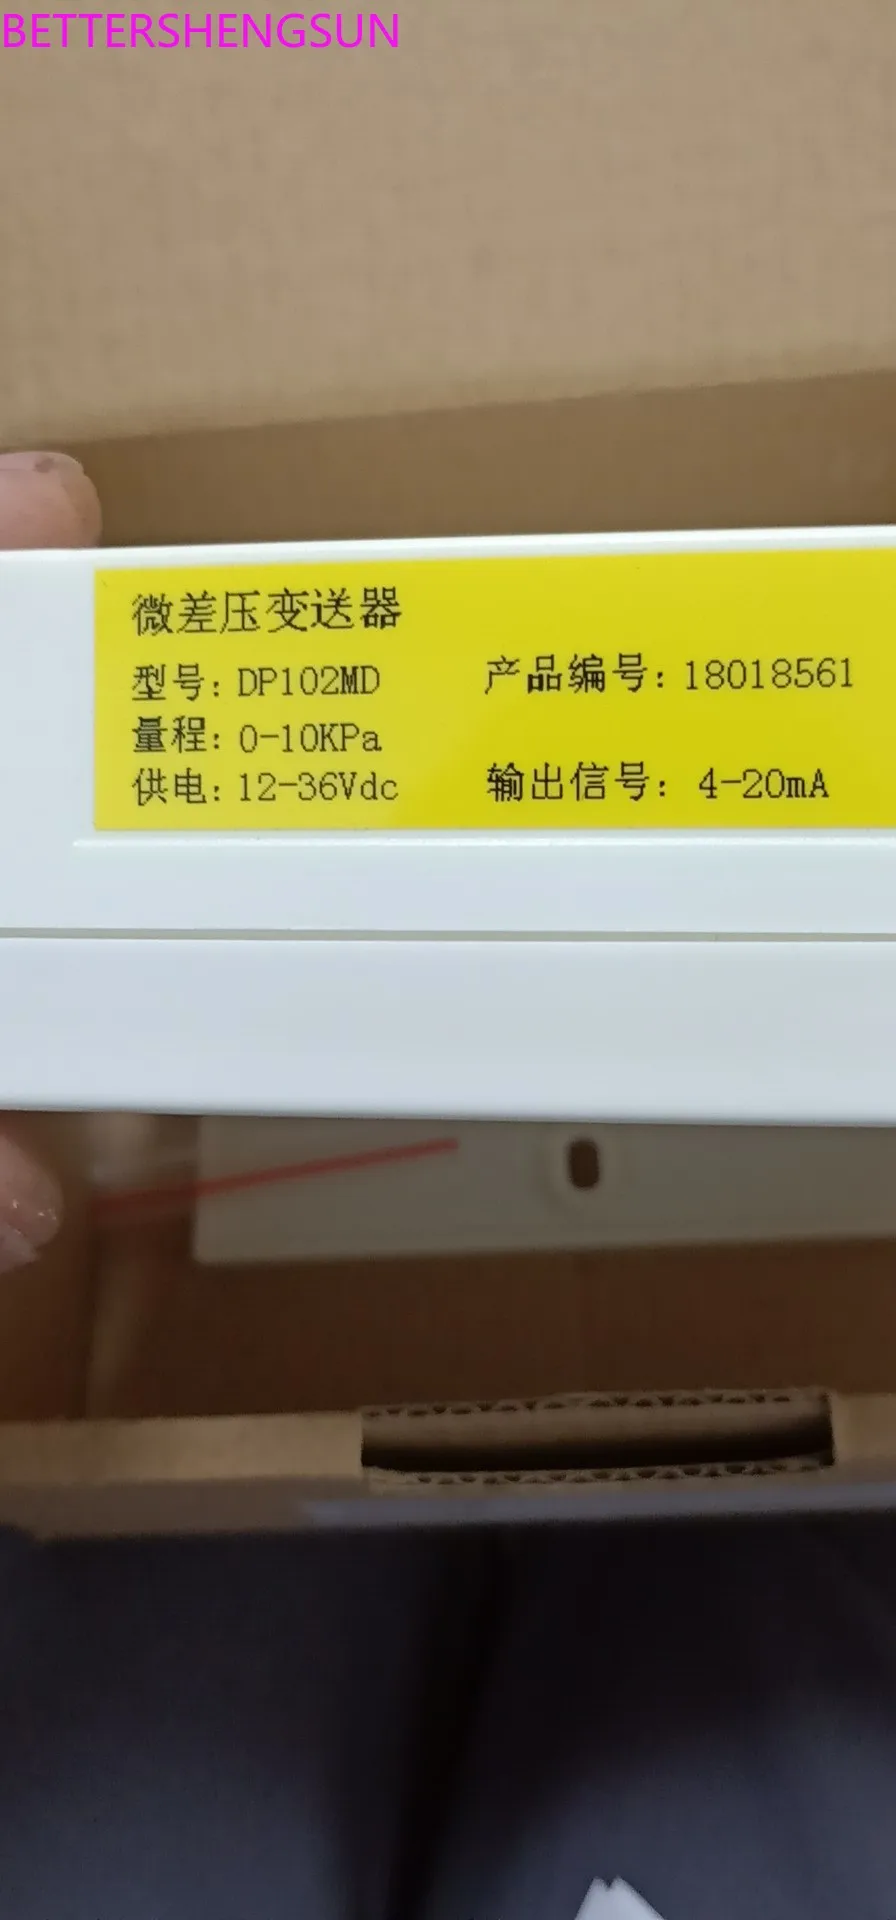 BETTERSHENGSUN
微差压变送器
型号: DP102MD 产品编号: 18018561
量程: 0-10KPa
供电: 12-36Vdc 输出信号: 4-20mA